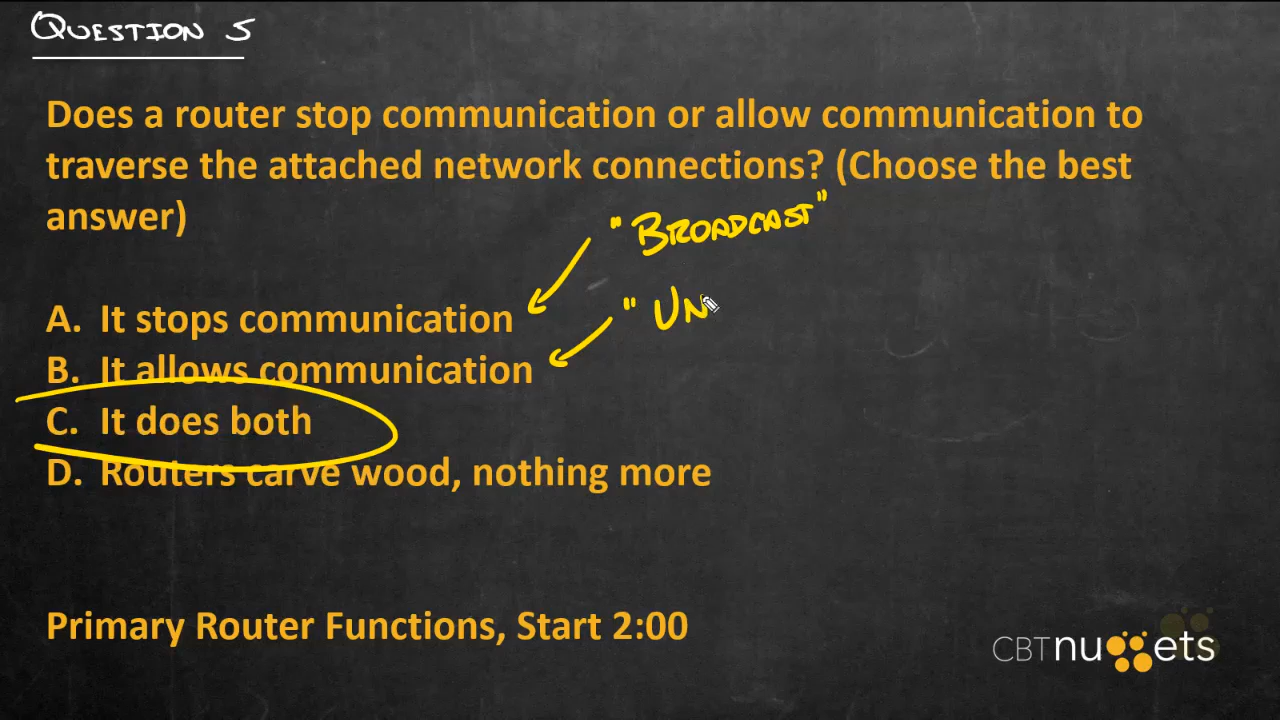 QUESTION 5
Does a router stop communication or allow communication to
traverse the attached network connections? (Choose the best
answer)
"BROADCAST"
A. It stops communication
"UN
B. It allows communication
C. It does both
D. Routers carve wood, nothing more
Primary Router Functions, Start 2:00
CBTnuggets